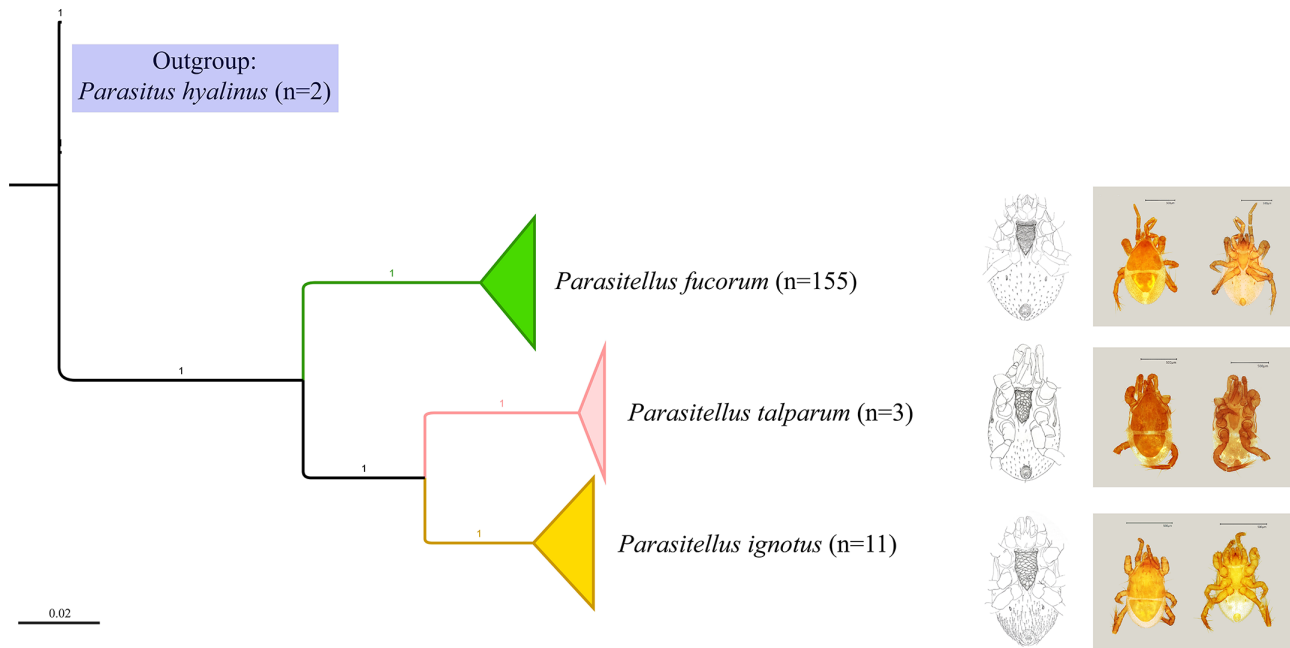 1
Outgroup:
Parasitus hyalinus (n=2)
1
Parasitellus fucorum (n=155)
1
1
Parasitellus talparum (n=3)
1
1
Parasitellus ignotus (n=11)
0.02